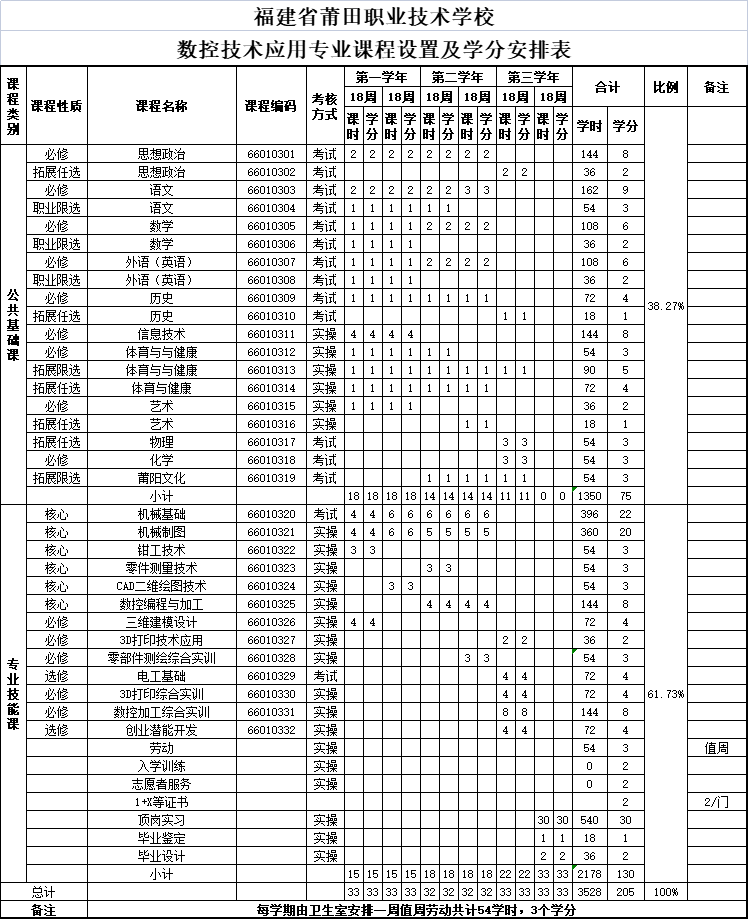 福建省莆田职业技术学校
数控技术应用专业课程设置及学分安排表
课程类别 课程性质 课程名称 课程编码 考核方式 第一学年 第二学年 第三学年 合计 比例 备注
18周 18周 18周 18周 18周 18周
课时 学分 课时 学分 课时 学分 课时 学分 课时 学分 课时 学分 学时 学分
公共基础课 38.27%
必修 思想政治 66010301 考试 2 2 2 2 2 2 2 2 144 8
拓展任选 思想政治 66010302 考试 2 2 36 2
必修 语文 66010303 考试 2 2 2 2 2 2 3 3 162 9
职业限选 语文 66010304 考试 1 1 1 1 1 1 54 3
必修 数学 66010305 考试 1 1 1 1 2 2 2 2 108 6
职业限选 数学 66010306 考试 1 1 1 1 36 2
必修 外语（英语） 66010307 考试 1 1 1 1 2 2 2 2 108 6
职业限选 外语（英语） 66010308 考试 1 1 1 1 36 2
必修 历史 66010309 考试 1 1 1 1 1 1 1 1 72 4
拓展任选 历史 66010310 考试 1 1 18 1
必修 信息技术 66010311 实操 4 4 4 4 144 8
必修 体育与与健康 66010312 实操 1 1 1 1 1 1 54 3
拓展限选 体育与与健康 66010313 实操 1 1 1 1 1 1 1 1 1 1 90 5
拓展任选 体育与健康 66010314 实操 1 1 1 1 1 1 1 1 72 4
必修 艺术 66010315 实操 1 1 1 1 36 2
拓展任选 艺术 66010316 实操 1 1 18 1
拓展任选 物理 66010317 考试 3 3 54 3
必修 化学 66010318 考试 3 3 54 3
拓展限选 莆阳文化 66010319 考试 1 1 1 1 1 1 54 3
小计 18 18 18 18 14 14 14 14 11 11 0 0 1350 75
专业技能课 61.73%
核心 机械基础 66010320 考试 4 4 6 6 6 6 6 6 396 22
核心 机械制图 66010321 实操 4 4 6 6 5 5 5 5 360 20
核心 钳工技术 66010322 实操 3 3 54 3
核心 零件测量技术 66010323 实操 3 3 54 3
核心 CAD二维绘图技术 66010324 实操 3 3 54 3
核心 数控编程与加工 66010325 实操 4 4 4 4 144 8
必修 三维建模设计 66010326 实操 4 4 72 4
必修 3D打印技术应用 66010327 实操 2 2 36 2
必修 零部件测绘综合实训 66010328 实操 3 3 54 3
选修 电工基础 66010329 考试 4 4 72 4
必修 3D打印综合实训 66010330 实操 4 4 72 4
必修 数控加工综合实训 66010331 实操 8 8 144 8
选修 创业潜能开发 66010332 实操 4 4 72 4
劳动 实操 54 3 值周
入学训练 实操 0 2
志愿者服务 实操 0 2
1+X等证书 2 2/门
顶岗实习 实操 30 30 540 30
毕业鉴定 实操 1 1 18 1
毕业设计 实操 2 2 36 2
小计 15 15 15 15 18 18 18 18 22 22 33 33 2178 130
总计 33 33 33 33 32 32 32 32 33 33 33 33 3528 205 100%
备注 每学期由卫生室安排一周值周劳动共计54学时，3个学分